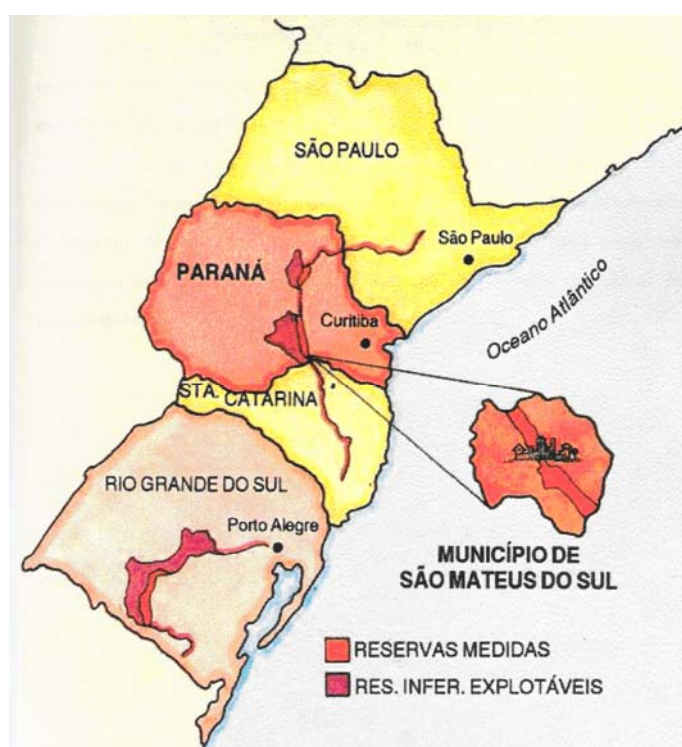 SÃO PAULO
São Paulo
PARANÁ
Curitiba
Oceano Atlântico
STA. CATARINA
RIO GRANDE DO SUL
Porto Alegre
MUNICÍPIO DE
SÃO MATEUS DO SUL
RESERVAS MEDIDAS
RES. INFER. EXPLOTÁVEIS